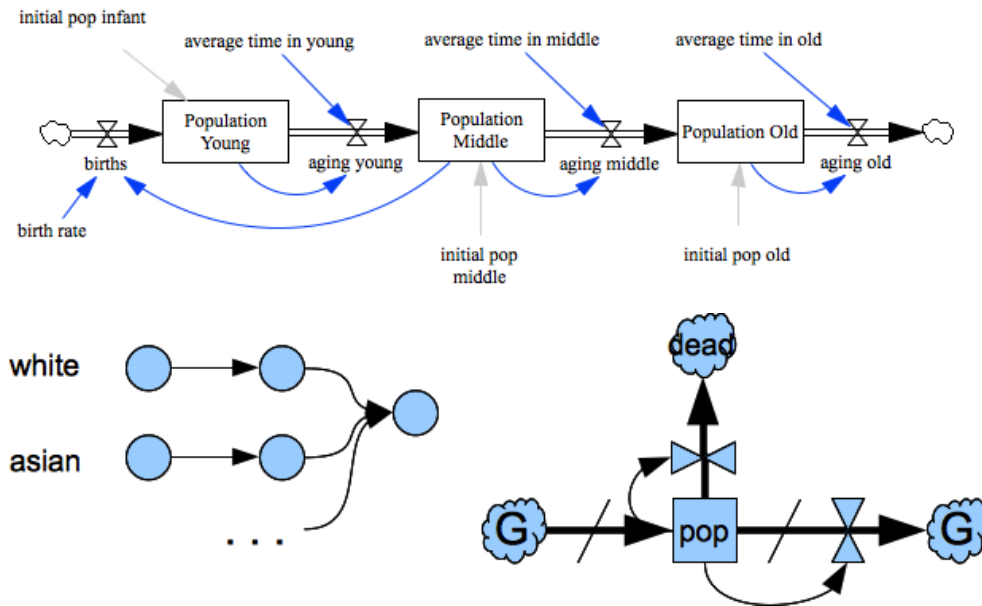 initial pop infant
average time in young
average time in middle
average time in old
Population
Young
Population
Middle
Population Old
births
aging young
aging middle
aging old
birth rate
initial pop
middle
initial pop old
white
asian
. . .
dead
G
pop
G